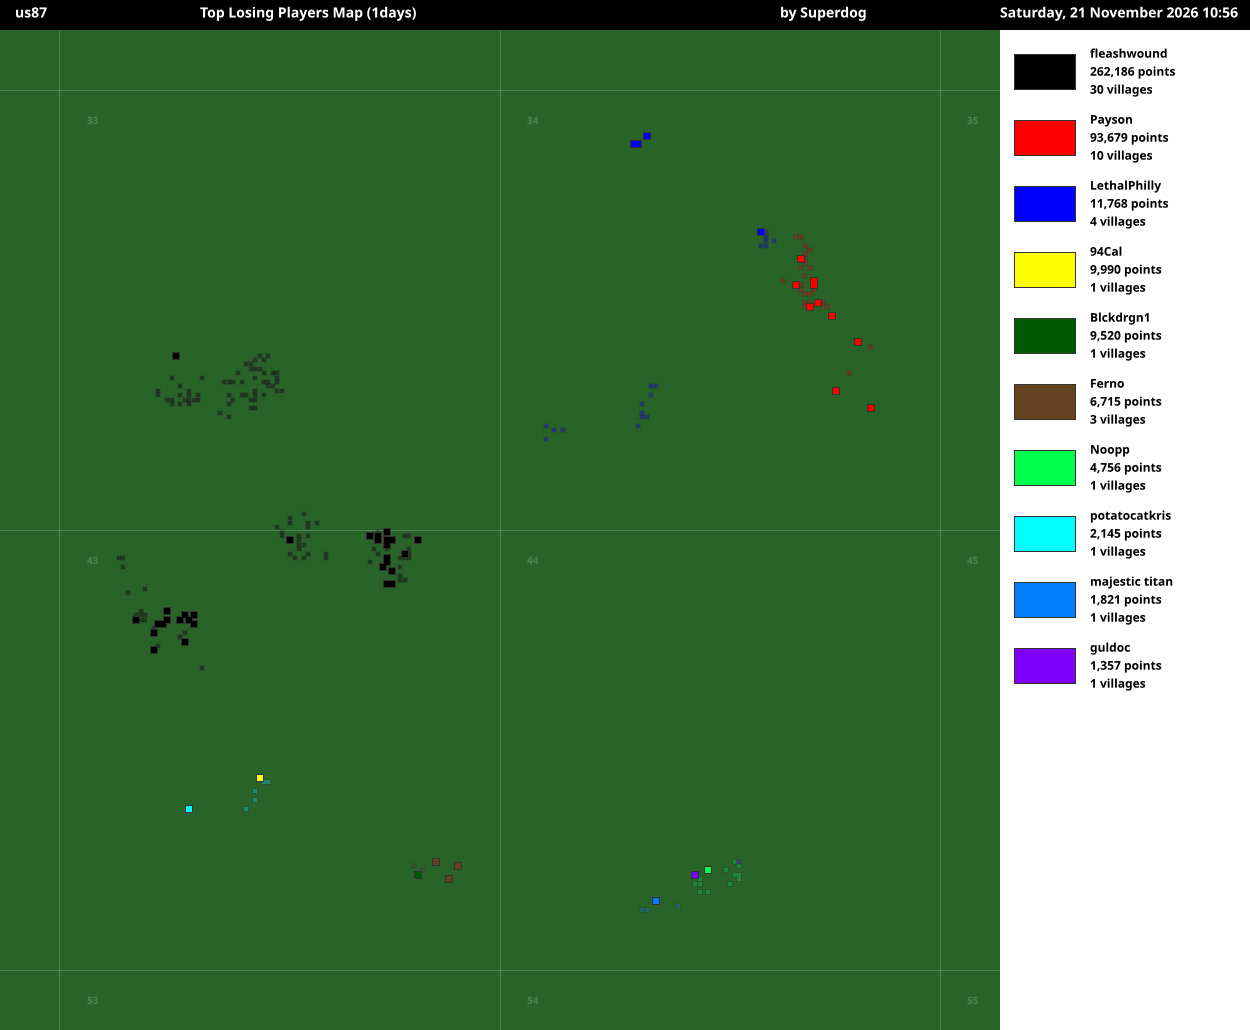 us87
Top Losing Players Map (1days)
by Superdog
Saturday, 21 November 2026 10:56
33
34
35
43
44
45
53
54
55
fleashwound
262,186 points
30 villages
Payson
93,679 points
10 villages
LethalPhilly
11,768 points
4 villages
94Cal
9,990 points
1 villages
Blckdrgn1
9,520 points
1 villages
Ferno
6,715 points
3 villages
Noopp
4,756 points
1 villages
potatocatkris
2,145 points
1 villages
majestic titan
1,821 points
1 villages
guldoc
1,357 points
1 villages